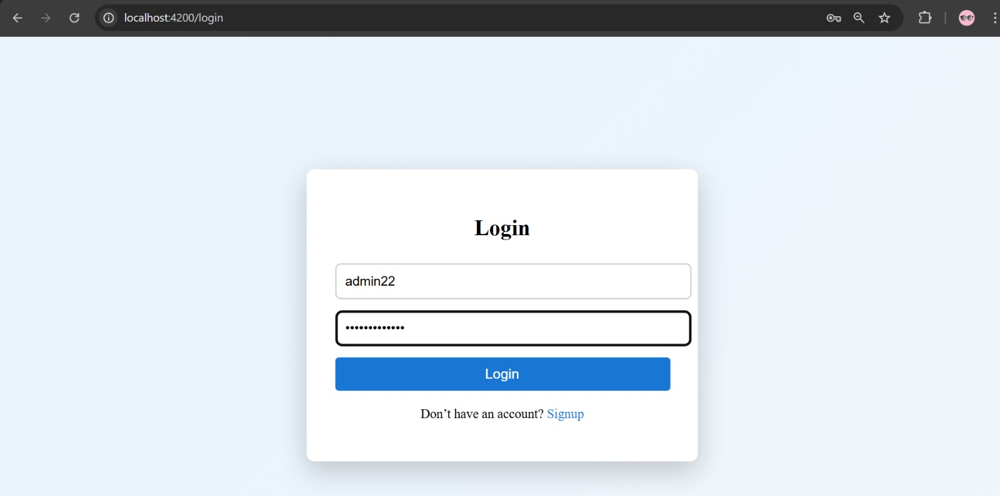 localhost:4200/login
Login
admin22
•••••••••••••
Login
Don’t have an account? Signup